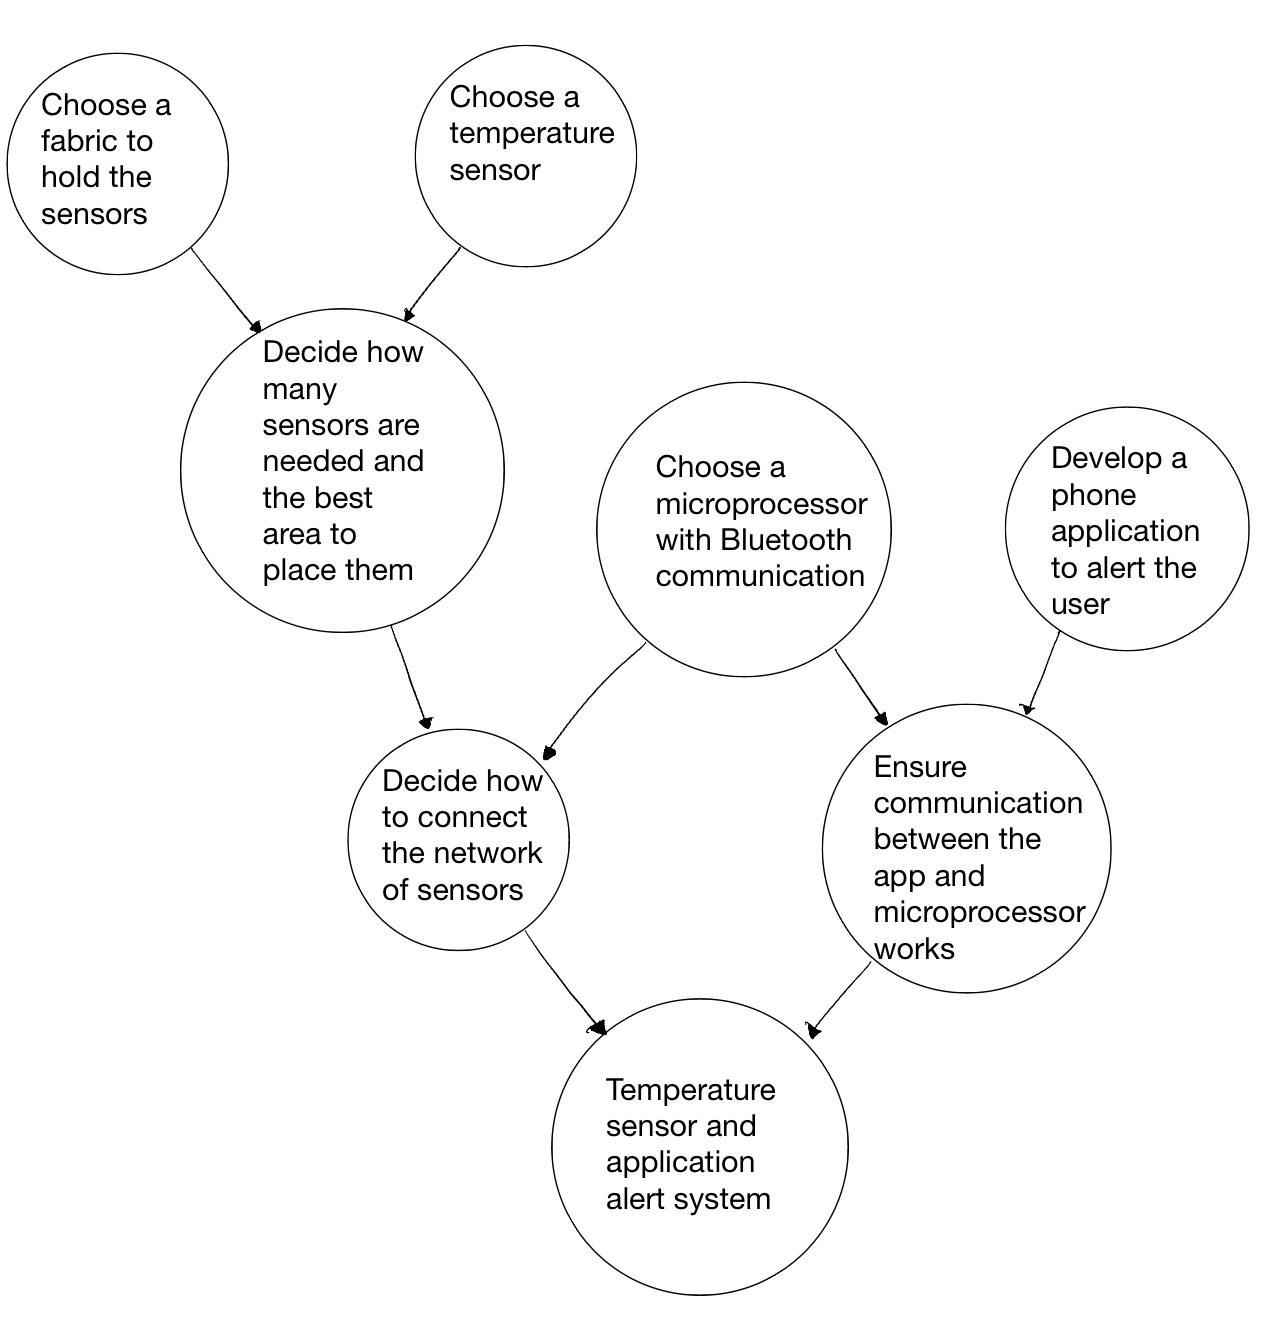 Choose a
fabric to
hold the
sensors
Choose a
temperature
sensor
Decide how
many
sensors are
needed and
the best
area to
place them
Choose a
microprocessor
with Bluetooth
communication
Develop a
phone
application
to alert the
user
Decide how
to connect
the network
of sensors
Ensure
communication
between the
app and
microprocessor
works
Temperature
sensor and
application
alert system